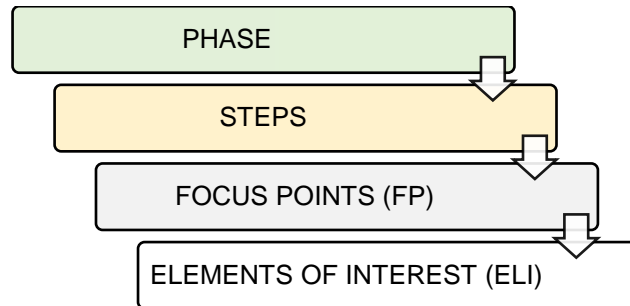 PHASE
STEPS
FOCUS POINTS (FP)
ELEMENTS OF INTEREST (ELI)